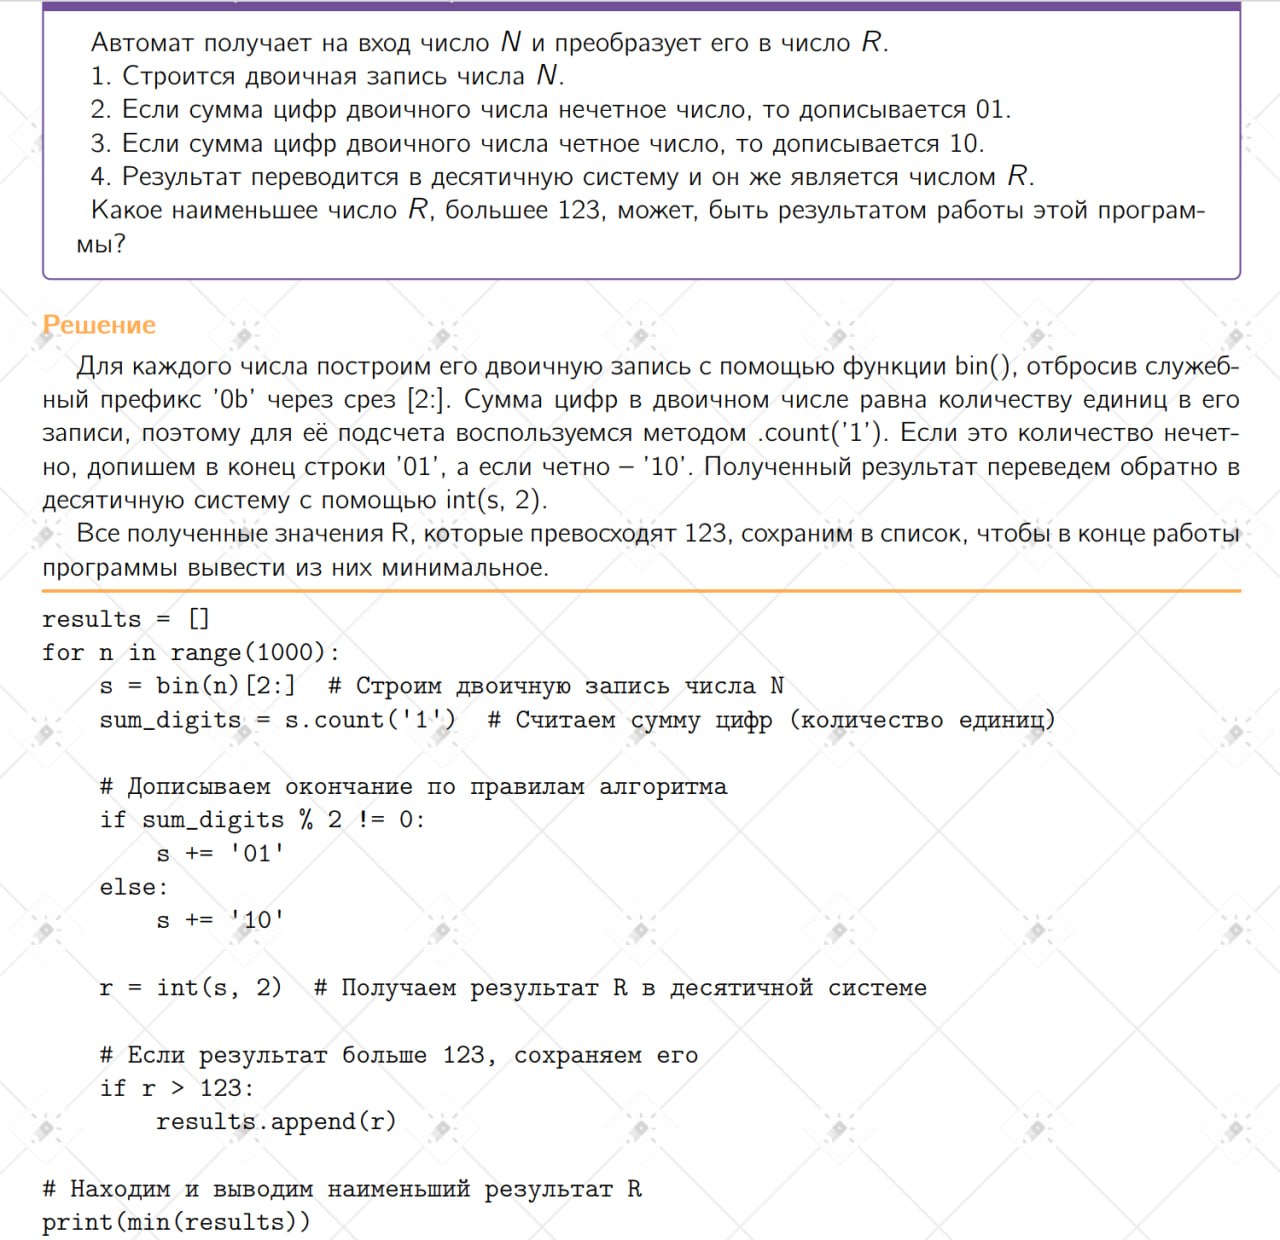 Автомат получает на вход число N и преобразует его в число R.
1. Строится двоичная запись числа N.
2. Если сумма цифр двоичного числа нечетное число, то дописывается 01.
3. Если сумма цифр двоичного числа четное число, то дописывается 10.
4. Результат переводится в десятичную систему и он же является числом R.
Какое наименьшее число R, большее 123, может, быть результатом работы этой програм-
мы?
Решение
Для каждого числа построим его двоичную запись с помощью функции bin(), отбросив служеб-
ный префикс '0b' через срез [2:]. Сумма цифр в двоичном числе равна количеству единиц в его
записи, поэтому для её подсчета воспользуемся методом .count('1'). Если это количество нечет-
но, допишем в конец строки '01', а если четно – '10'. Полученный результат переведем обратно в
десятичную систему с помощью int(s, 2).
Все полученные значения R, которые превосходят 123, сохраним в список, чтобы в конце работы
программы вывести из них минимальное.
results = []
for n in range(1000):
    s = bin(n)[2:]  # Строим двоичную запись числа N
    sum_digits = s.count('1')  # Считаем сумму цифр (количество единиц)
    # Дописываем окончание по правилам алгоритма
    if sum_digits % 2 != 0:
        s += '01'
    else:
        s += '10'
    r = int(s, 2)  # Получаем результат R в десятичной системе
    # Если результат больше 123, сохраняем его
    if r > 123:
        results.append(r)
# Находим и выводим наименьший результат R
print(min(results))